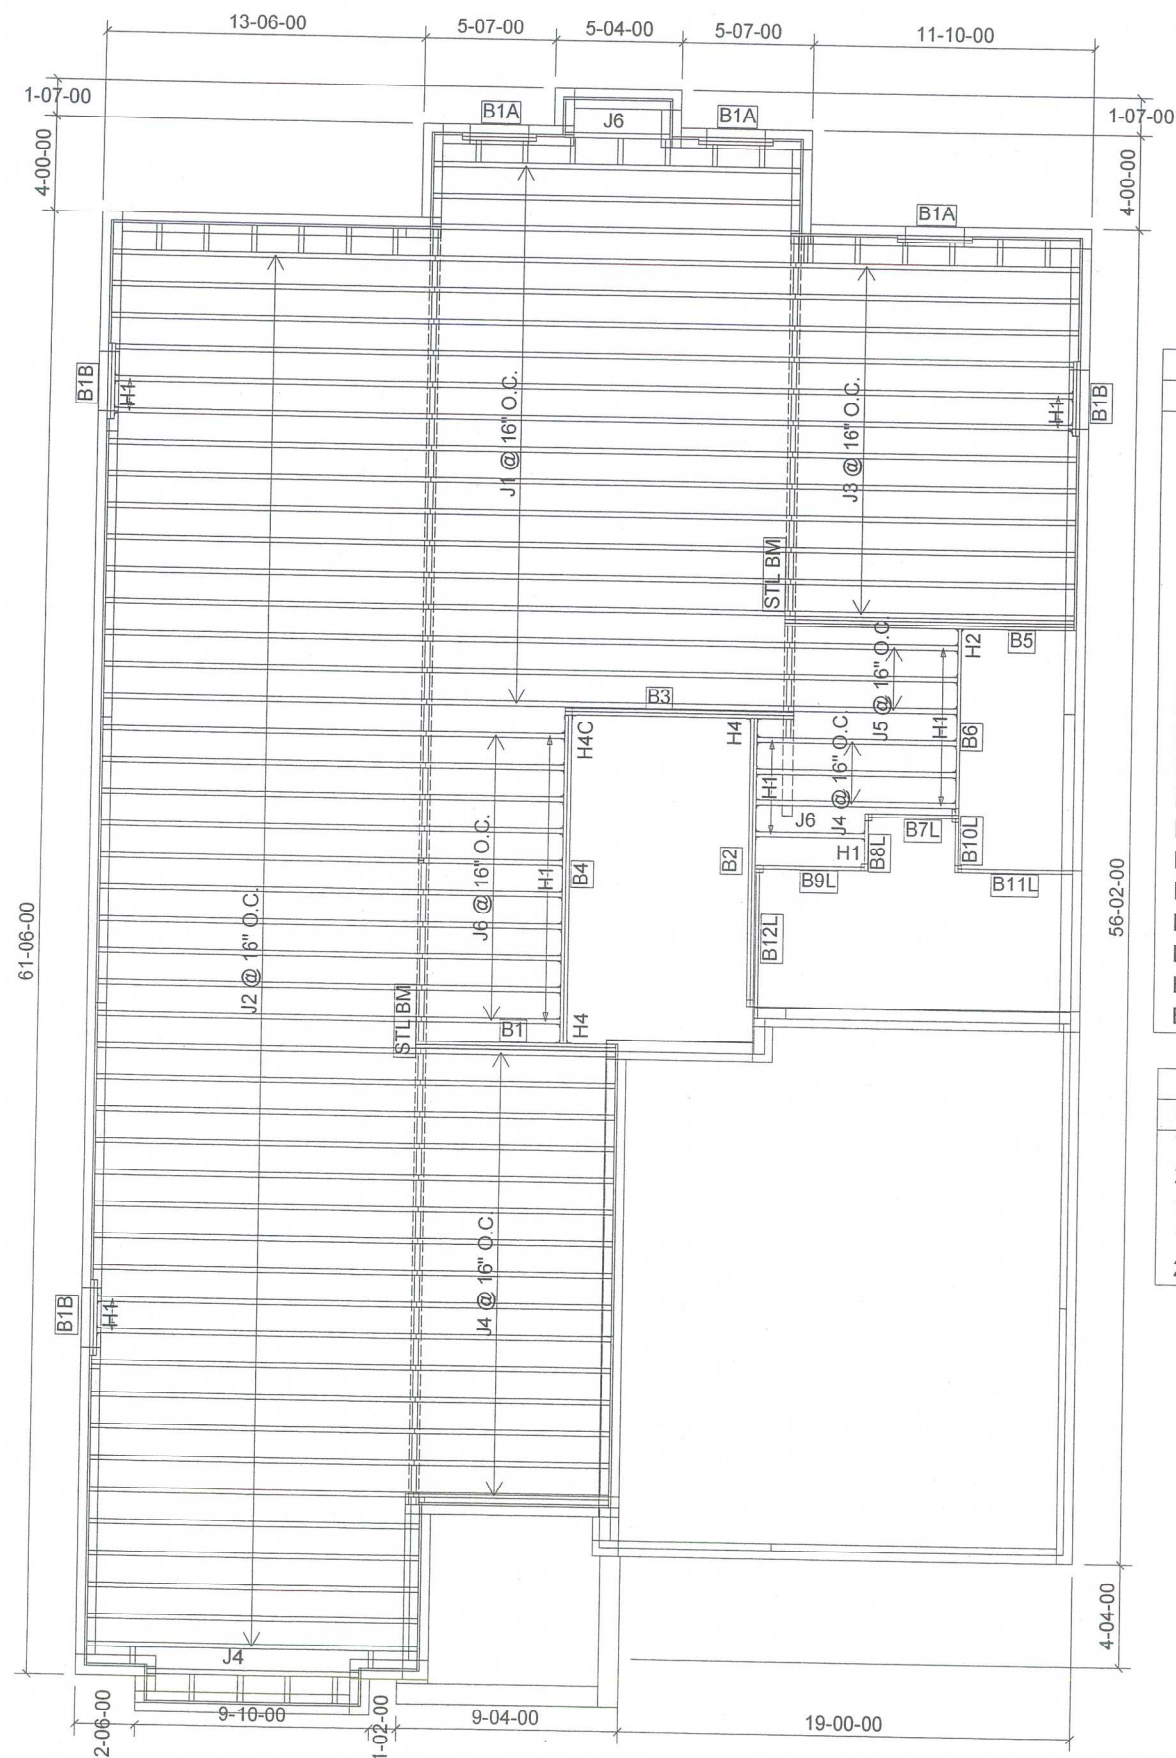 13-06-00
5-07-00
5-04-00
5-07-00
11-10-00
1-07-00
1-07-00
4-00-00
4-00-00
B1A
J6
B1A
B1A
B1B
H1
H1
B1B
J1 @ 16" O.C.
J3 @ 16" O.C.
STL BM
J5 @ 16" O.C.
H2
B5
B3
H4C
H4
H1
B6
H1
J4 @ 16" O.C.
J6
B7L
H1
B8L
B10L
J6 @ 16" O.C.
H1
B4
B2
B9L
B11L
B12L
J2 @ 16" O.C.
61-06-00
56-02-00
STL BM
B1
H4
J4 @ 16" O.C.
B1B
H1
J4
4-04-00
2-06-00
9-10-00
1-02-00
9-04-00
19-00-00